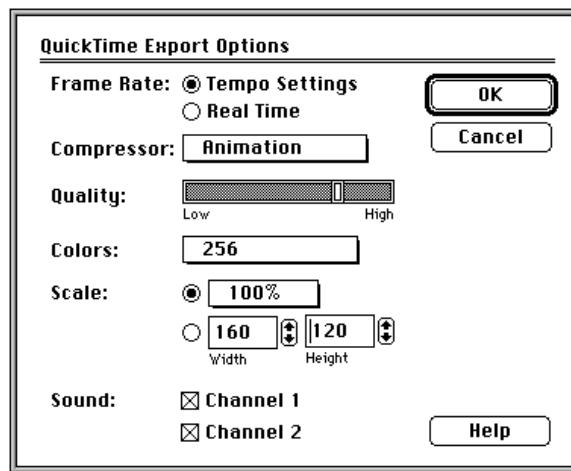 QuickTime Export Options
Frame Rate: Tempo Settings
Real Time
OK
Compressor: Animation
Cancel
Quality:
Low High
Colors: 256
Scale: 100%
160 120
Width Height
Sound: Channel 1
Channel 2
Help